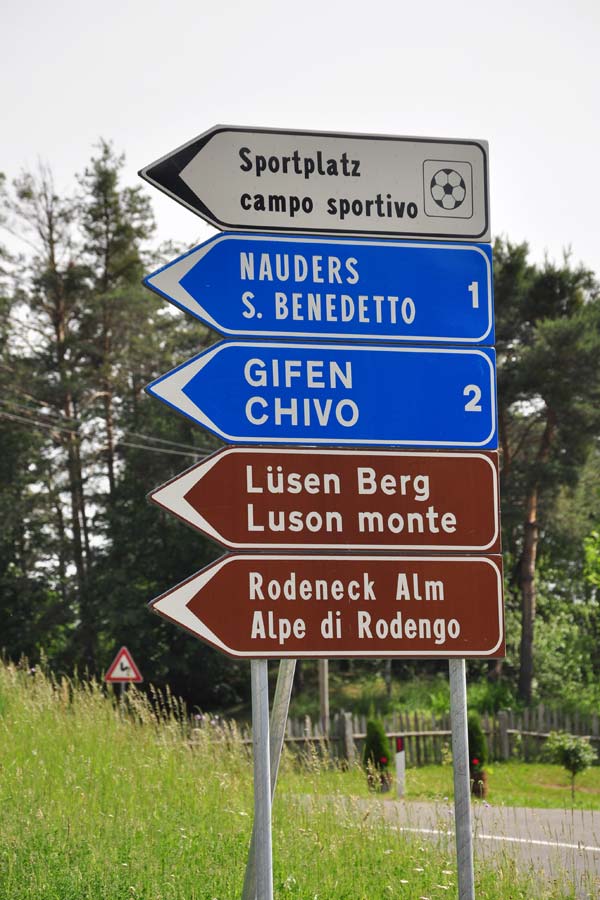 Sportplatz
campo sportivo
NAUDERS
S. BENEDETTO 1
GIFEN
CHIVO 2
Lüsen Berg
Luson monte
Rodeneck Alm
Alpe di Rodengo